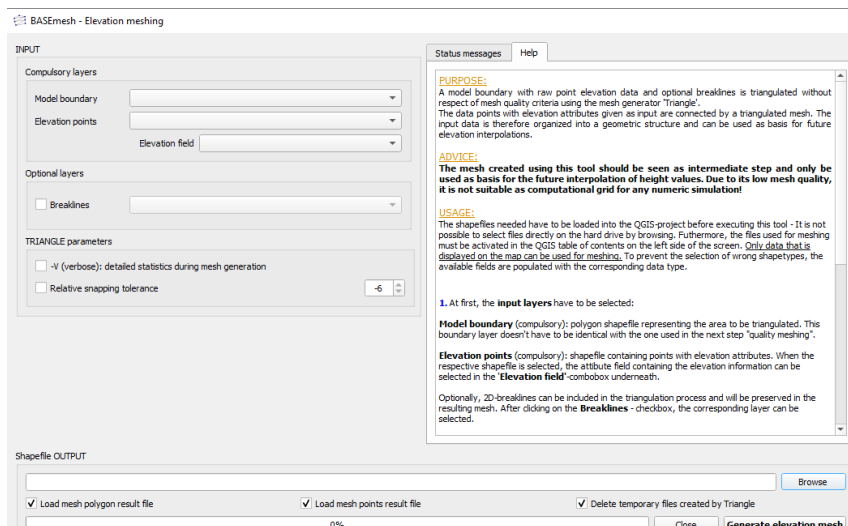 BASEmesh - Elevation meshing
INPUT
Compulsory layers
Model boundary
Elevation points
Elevation field
Optional layers
Breaklines
TRIANGLE parameters
-V (verbose): detailed statistics during mesh generation
Relative snapping tolerance
-6
Status messages
Help
PURPOSE:
A model boundary with raw point elevation data and optional breaklines is triangulated without
respect of mesh quality criteria using the mesh generator 'Triangle'.
The data points with elevation attributes given as input are connected by a triangulated mesh. The
input data is therefore organized into a geometric structure and can be used as basis for future
elevation interpolations.
ADVICE:
The mesh created using this tool should be seen as intermediate step and only be
used as basis for the future interpolation of height values. Due to its low mesh quality,
it is not suitable as computational grid for any numeric simulation!
USAGE:
The shapefiles needed have to be loaded into the QGIS-project before executing this tool - It is not
possible to select files directly on the hard drive by browsing. Futhermore, the files used for meshing
must be activated in the QGIS table of contents on the left side of the screen. Only data that is
displayed on the map can be used for meshing. To prevent the selection of wrong shapetypes, the
available fields are populated with the corresponding data type.
1. At first, the input layers have to be selected:
Model boundary (compulsory): polygon shapefile representing the area to be triangulated. This
boundary layer doesn't have to be identical with the one used in the next step "quality meshing".
Elevation points (compulsory): shapefile containing points with elevation attributes. When the
respective shapefile is selected, the attibute field containing the elevation information can be
selected in the 'Elevation field'-combobox underneath.
Optionally, 2D-breaklines can be included in the triangulation process and will be preserved in the
resulting mesh. After clicking on the Breaklines - checkbox, the corresponding layer can be
selected.
Shapefile OUTPUT
Browse
Load mesh polygon result file
Load mesh points result file
Delete temporary files created by Triangle
0%
Close
Generate elevation mesh